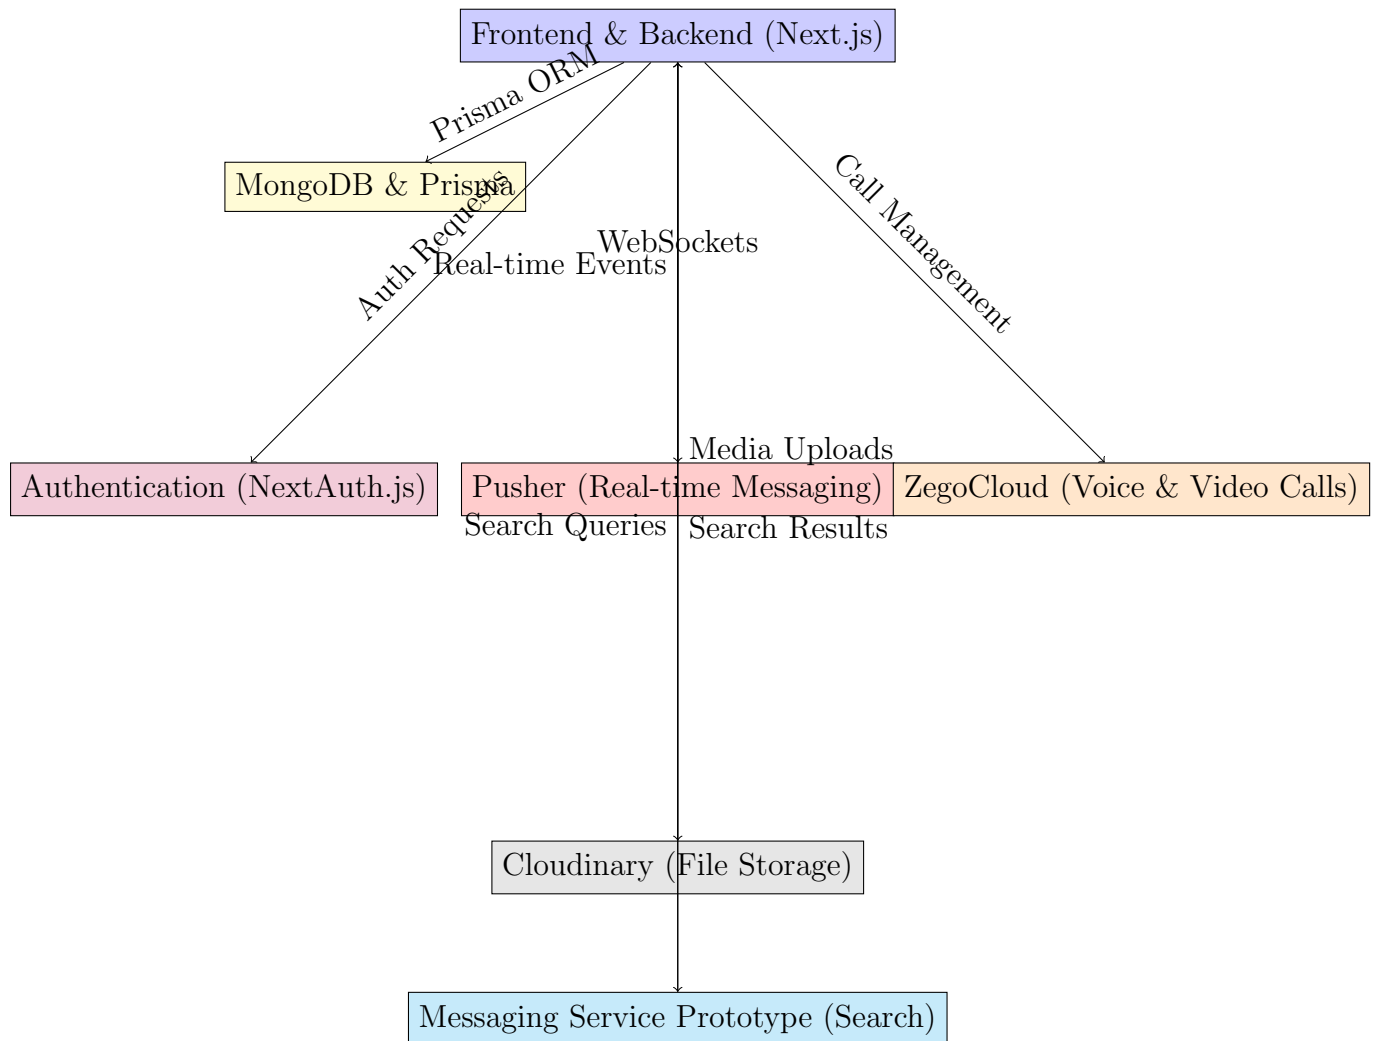 Frontend & Backend (Next.js)
Prisma ORM
MongoDB & Prisma
Auth Requests
Call Management
WebSockets
Real-time Events
Media Uploads
Authentication (NextAuth.js)
Pusher (Real-time Messaging)
ZegoCloud (Voice & Video Calls)
Search Queries
Search Results
Cloudinary (File Storage)
Messaging Service Prototype (Search)